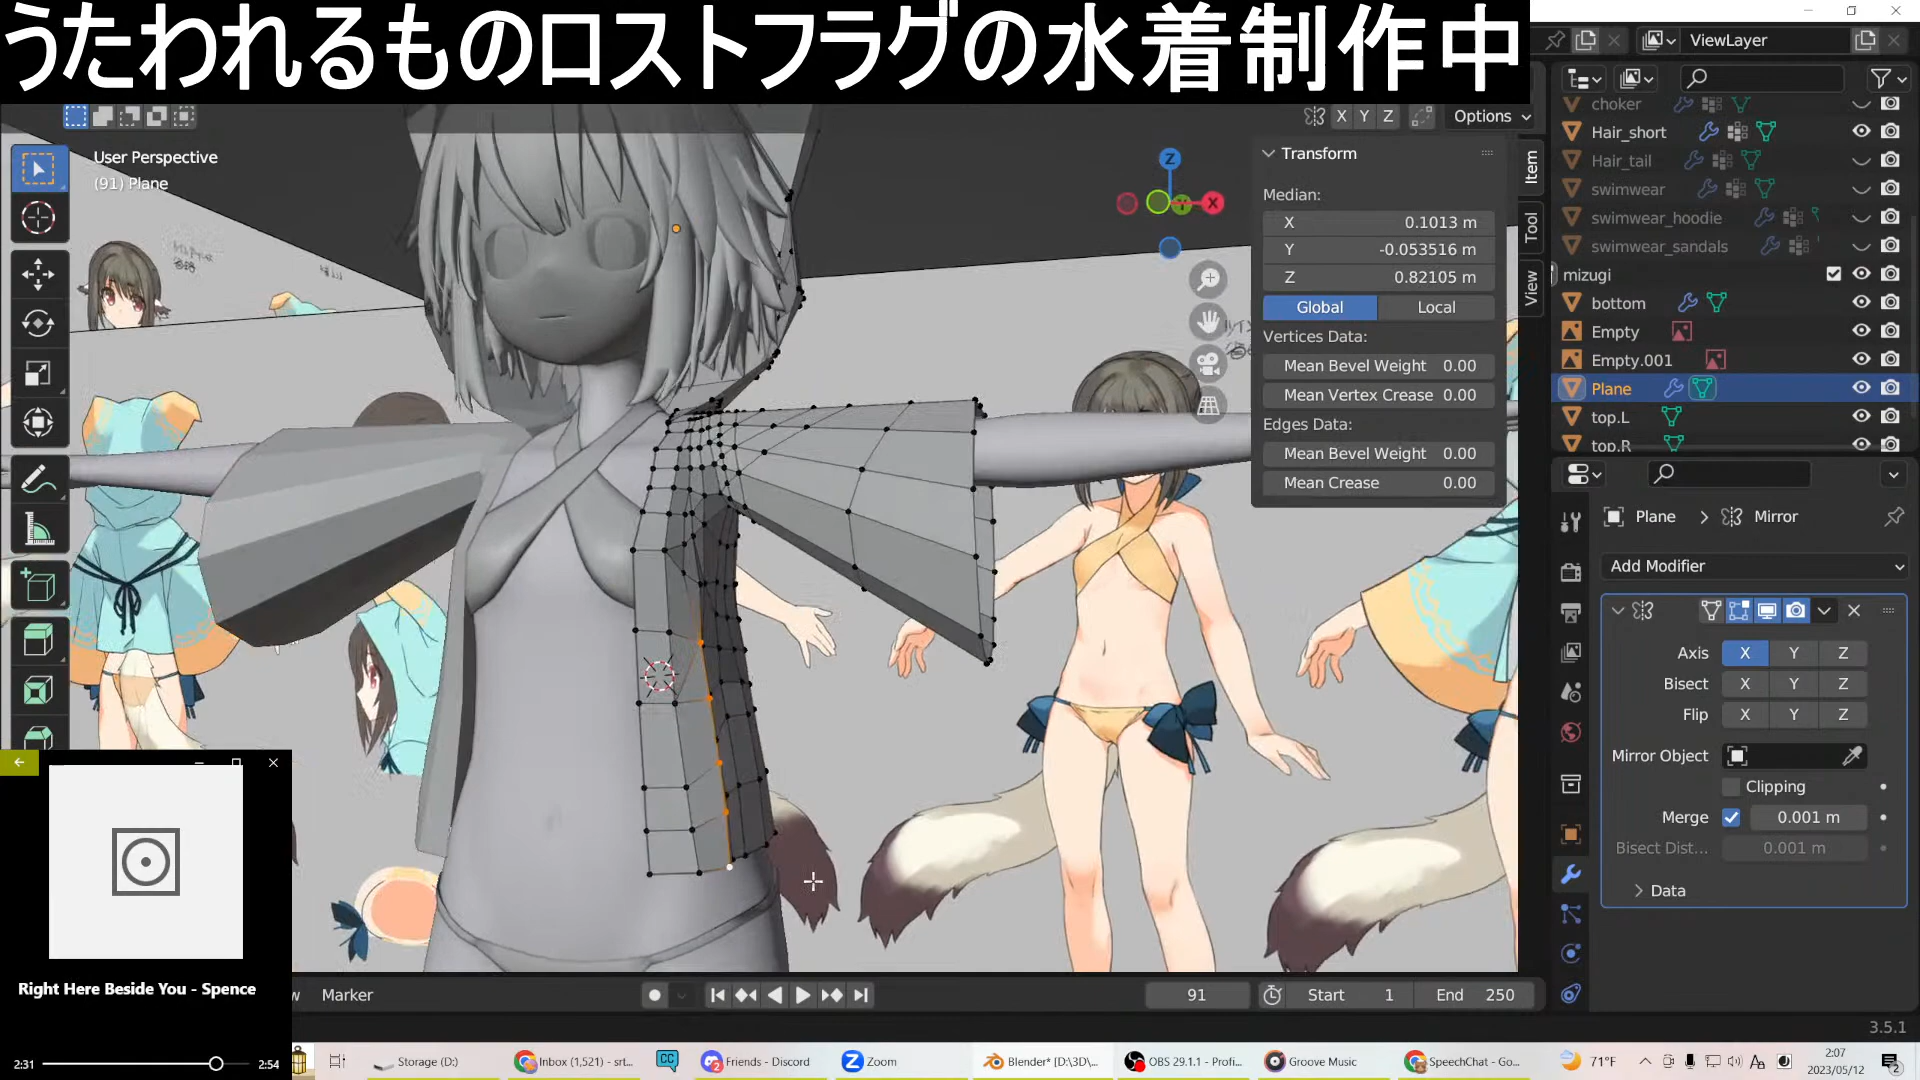 うたわれるものロストフラグの水着制作中
ViewLayer
X Y Z
Options
User Perspective
(91) Plane
Transform
Median:
X 0.1013 m
Y -0.053516 m
Z 0.82105 m
Global Local
Vertices Data:
Mean Bevel Weight 0.00
Mean Vertex Crease 0.00
Edges Data:
Mean Bevel Weight 0.00
Mean Crease 0.00
Item
Tool
View
Z
X
choker
Hair_short
Hair_tail
swimwear
swimwear_hoodie
swimwear_sandals
mizugi
bottom
Empty
Empty.001
Plane
top.L
top.R
Plane > Mirror
Add Modifier
Axis X Y Z
Bisect X Y Z
Flip X Y Z
Mirror Object
Clipping
Merge 0.001 m
Bisect Dist... 0.001 m
Data
Right Here Beside You - Spence
2:31 2:54
w Marker
91
Start 1
End 250
3.5.1
Storage (D:)
Inbox (1,521) - srt...
CC
Friends - Discord
Zoom
Blender* [D:\3D\...
OBS 29.1.1 - Profi...
Groove Music
SpeechChat - Go...
71°F
2:07
2023/05/12
2